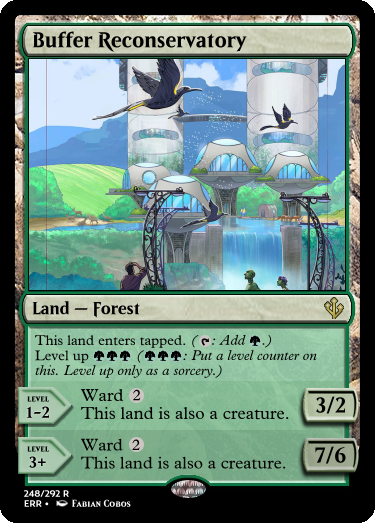 Buffer Reconservatory
Land — Forest
This land enters tapped. (: Add .)
Level up (: Put a level counter on
this. Level up only as a sorcery.)
LEVEL
1-2
Ward 2
This land is also a creature.
3/2
LEVEL
3+
Ward 2
This land is also a creature.
7/6
248/292 R
ERR • Fabian Cobos